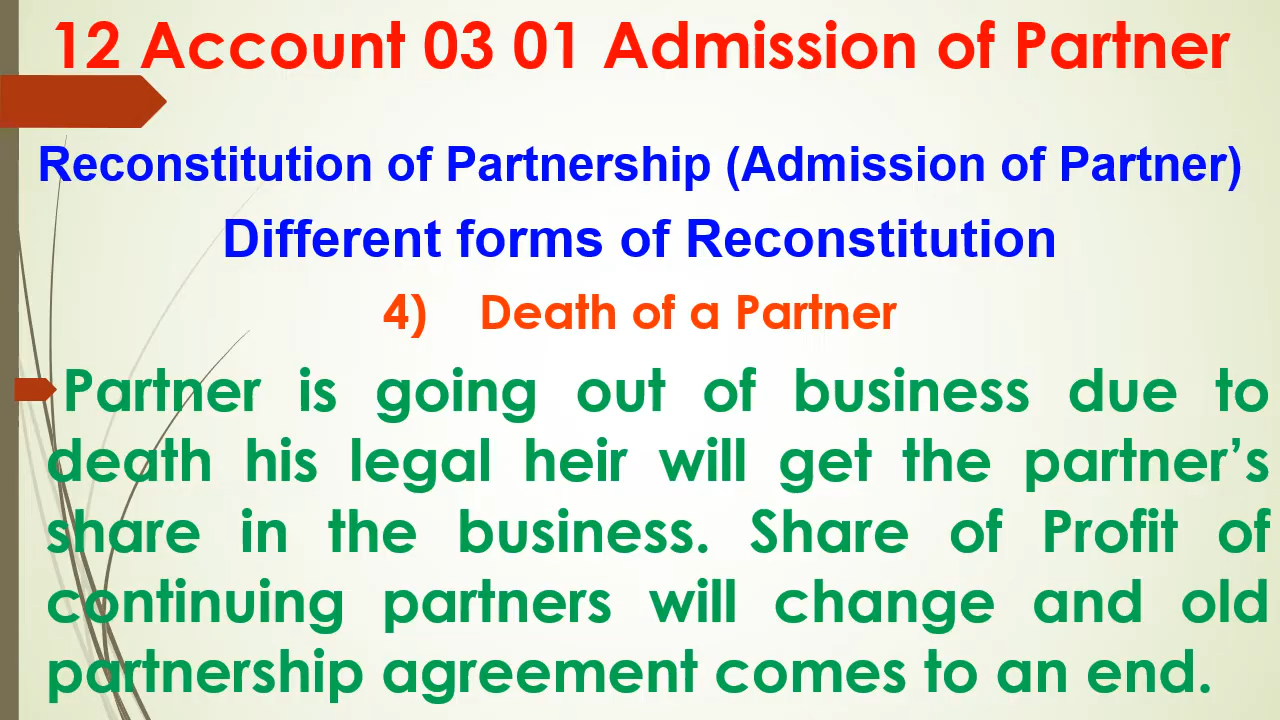 12 Account 03 01 Admission of Partner
Reconstitution of Partnership (Admission of Partner)
Different forms of Reconstitution
4) Death of a Partner
Partner is going out of business due to
death his legal heir will get the partner’s
share in the business. Share of Profit of
continuing partners will change and old
partnership agreement comes to an end.